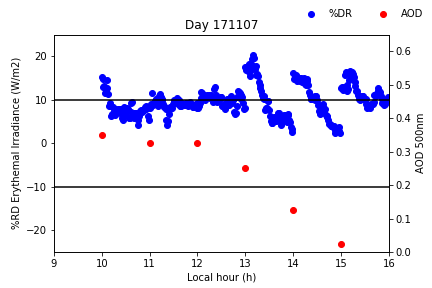 %DR AOD
Day 171107
%RD Erythermal Irradiance (W/m2)
20
10
0
−10
−20
0.6
0.5
0.4
0.3
0.2
0.1
0.0
AOD 500nm
9 10 11 12 13 14 15 16
Local hour (h)